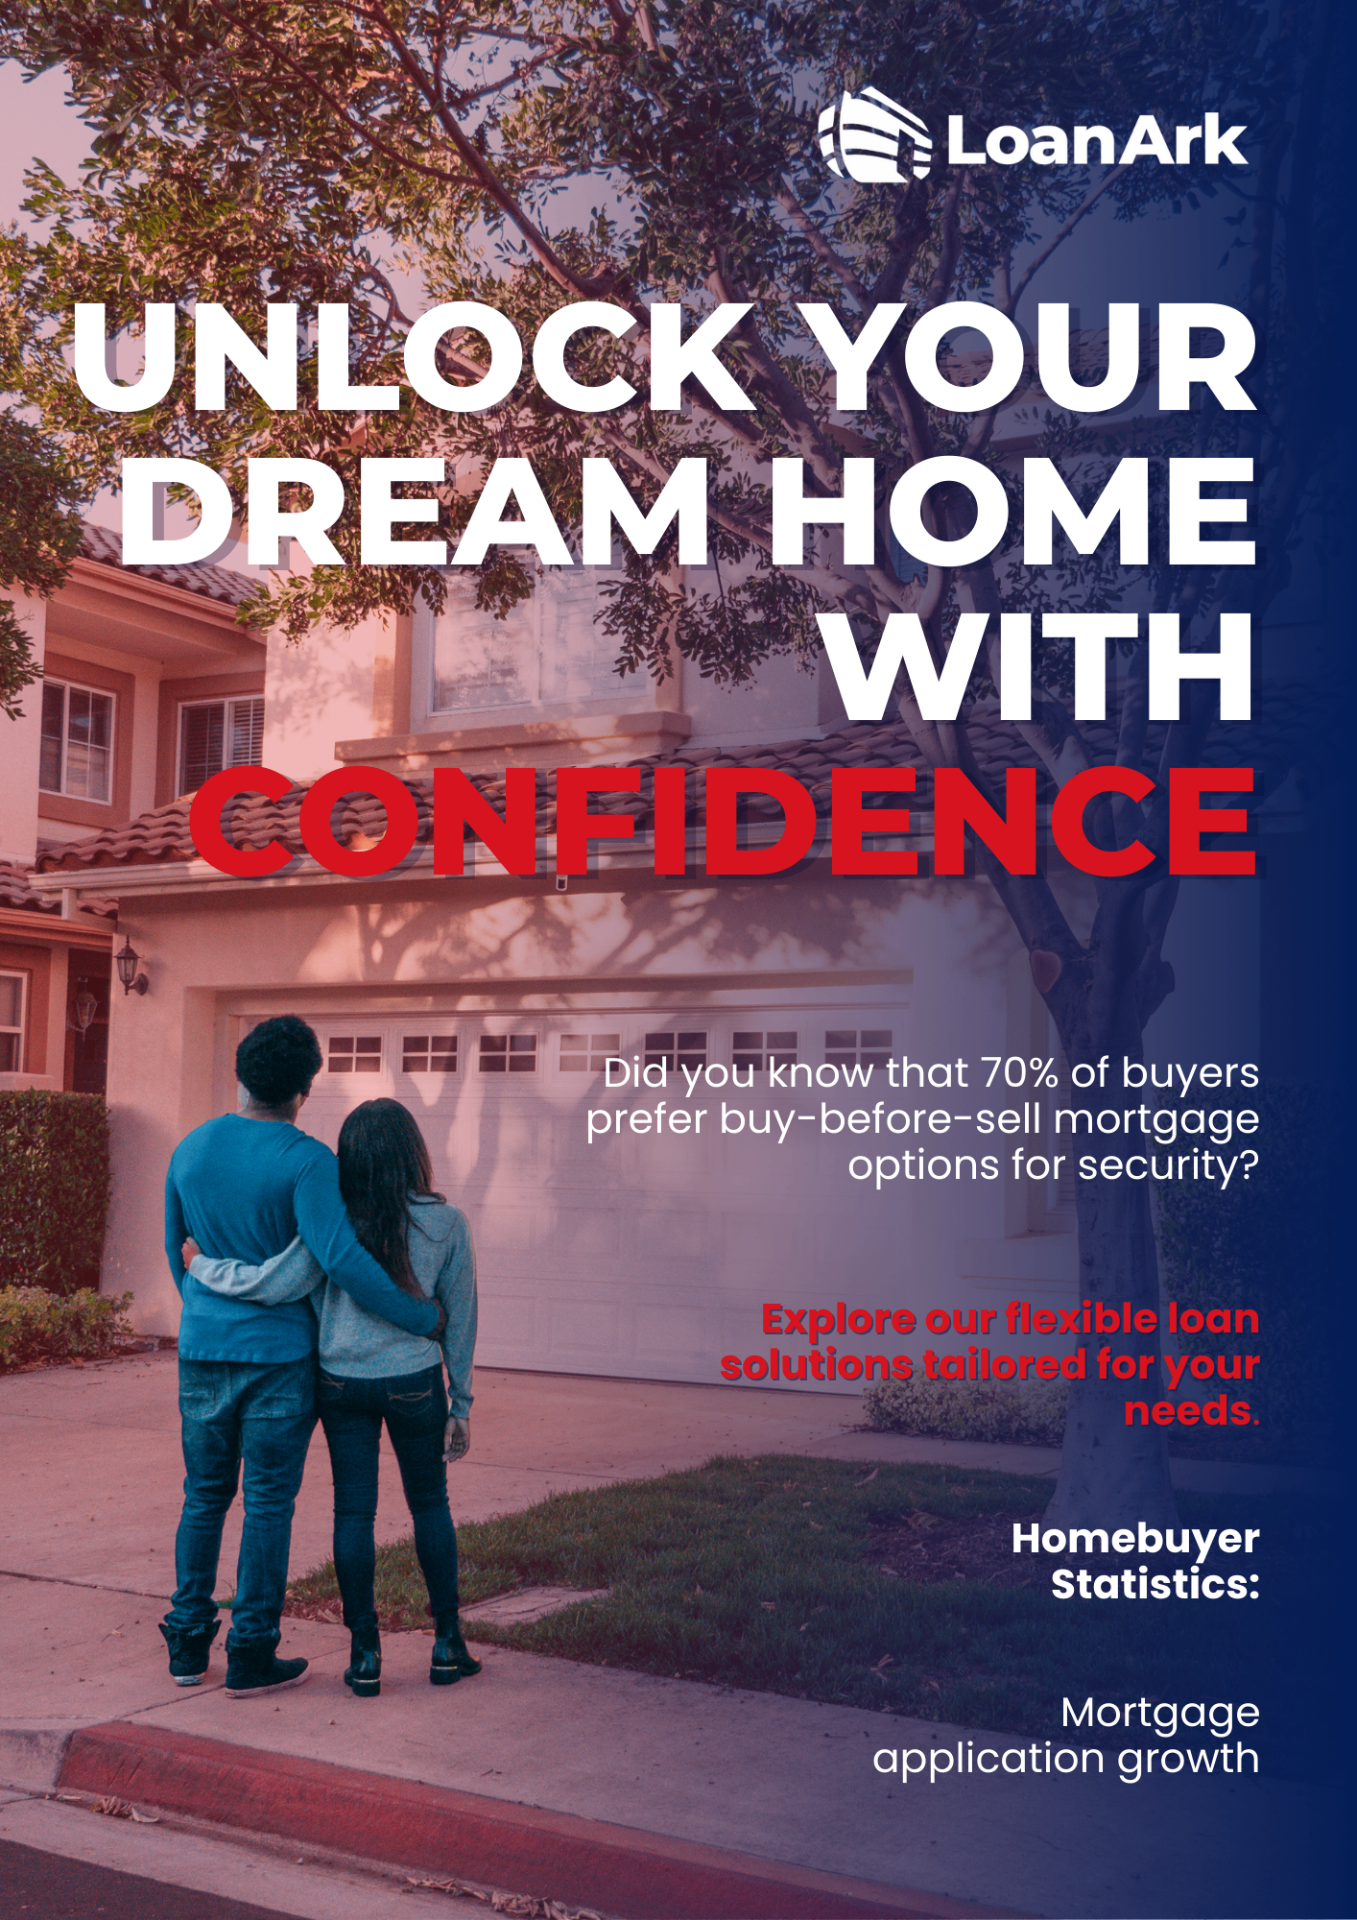 LoanArk
UNLOCK YOUR
DREAM HOME
WITH
CONFIDENCE
Did you know that 70% of buyers
prefer buy-before-sell mortgage
options for security?
Explore our flexible loan
solutions tailored for your
needs.
Homebuyer
Statistics:
Mortgage
application growth